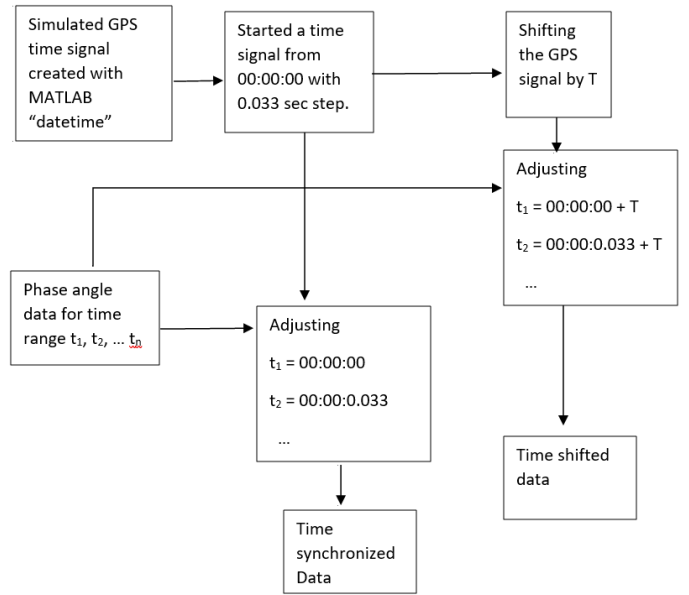 Simulated GPS
time signal
created with
MATLAB
“datetime”
Started a time
signal from
00:00:00 with
0.033 sec step.
Shifting
the GPS
signal by T
Adjusting
t₁ = 00:00:00 + T
t₂ = 00:00:0.033 + T
...
Phase angle
data for time
range t₁, t₂, ... tₙ
Adjusting
t₁ = 00:00:00
t₂ = 00:00:0.033
...
Time shifted
data
Time
synchronized
Data